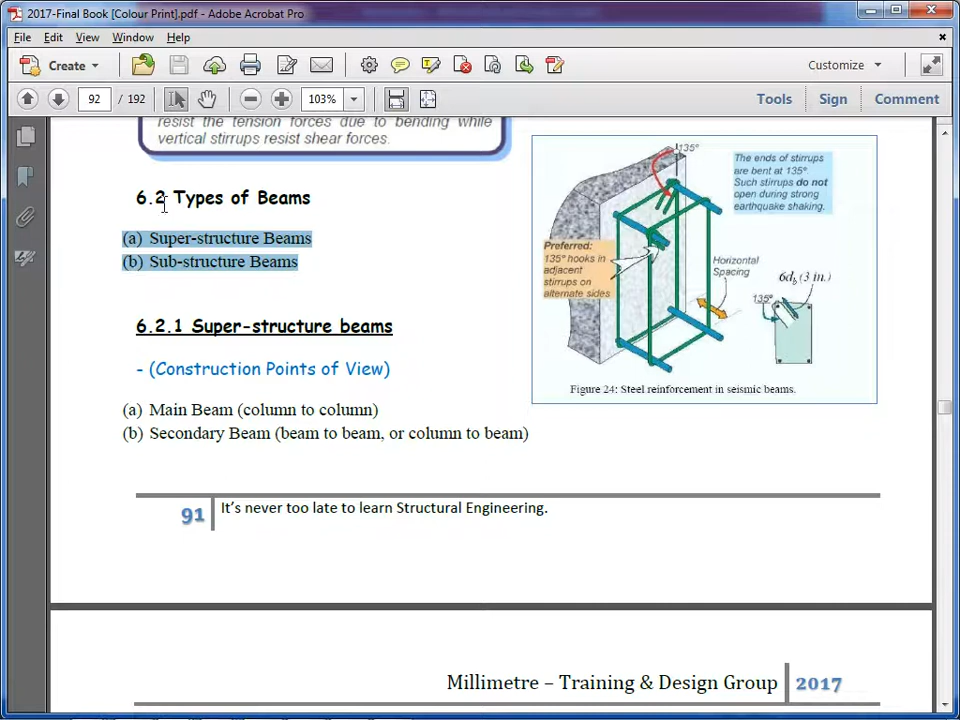 2017-Final Book [Colour Print].pdf - Adobe Acrobat Pro
File Edit View Window Help
Create
Customize
92 / 192
103%
Tools Sign Comment
resist the tension forces due to bending while
vertical stirrups resist shear forces.
6.2 Types of Beams
(a) Super-structure Beams
(b) Sub-structure Beams
135°
The ends of stirrups
are bent at 135°
Such stirrups do not
open during strong
earthquake shaking.
Preferred:
135° hooks in
adjacent
stirrups on
alternate sides
Horizontal
Spacing
6db (3 in.)
135°
Figure 24: Steel reinforcement in seismic beams.
6.2.1 Super-structure beams
- (Construction Points of View)
(a) Main Beam (column to column)
(b) Secondary Beam (beam to beam, or column to beam)
91 It's never too late to learn Structural Engineering.
Millimetre – Training & Design Group 2017